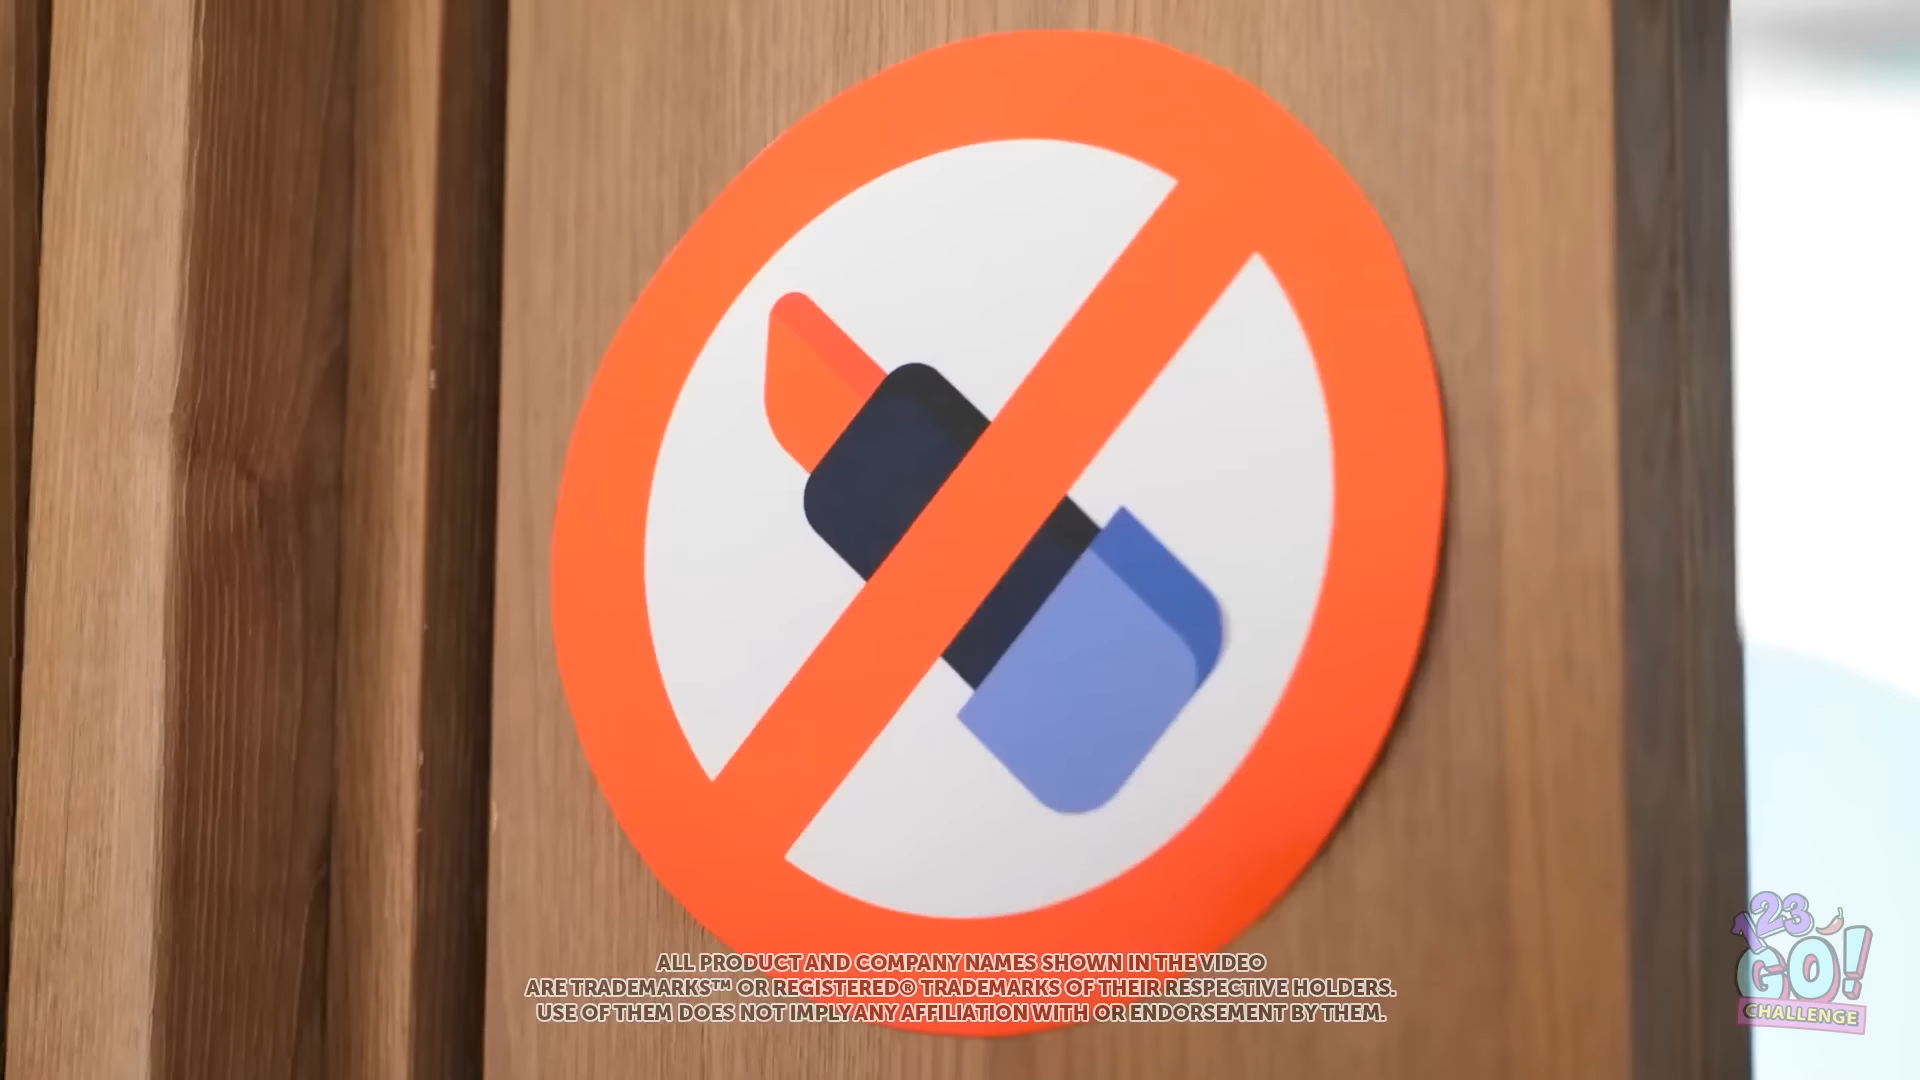 ALL PRODUCT AND COMPANY NAMES SHOWN IN THE VIDEO
ARE TRADEMARKS™ OR REGISTERED® TRADEMARKS OF THEIR RESPECTIVE HOLDERS.
USE OF THEM DOES NOT IMPLY ANY AFFILIATION WITH OR ENDORSEMENT BY THEM.
123
GO!
CHALLENGE